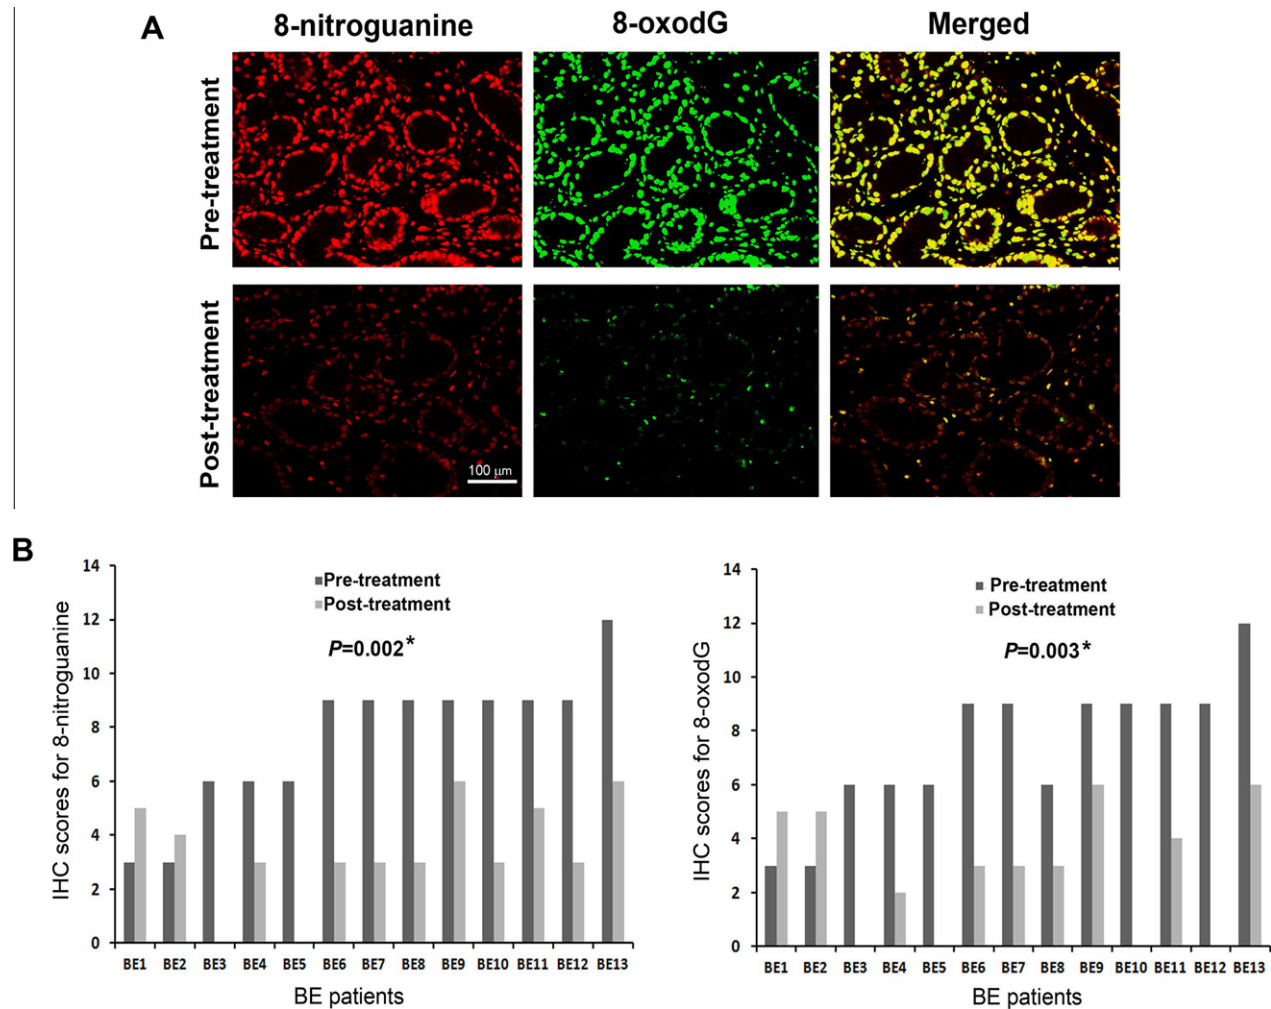 A
8-nitroguanine
8-oxodG
Merged
Pre-treatment
Post-treatment
100 μm
B
IHC scores for 8-nitroguanine
14
12
10
8
6
4
2
0
Pre-treatment
Post-treatment
P=0.002*
BE1 BE2 BE3 BE4 BE5 BE6 BE7 BE8 BE9 BE10 BE11 BE12 BE13
BE patients
IHC scores for 8-oxodG
14
12
10
8
6
4
2
0
Pre-treatment
Post-treatment
P=0.003*
BE1 BE2 BE3 BE4 BE5 BE6 BE7 BE8 BE9 BE10 BE11 BE12 BE13
BE patients